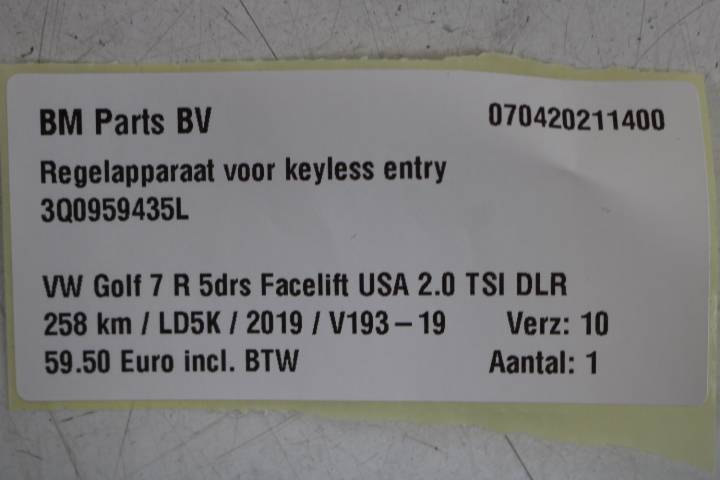 BM Parts BV 070420211400
Regelapparaat voor keyless entry
3Q0959435L
VW Golf 7 R 5drs Facelift USA 2.0 TSI DLR
258 km / LD5K / 2019 / V193-19 Verz: 10
59.50 Euro incl. BTW Aantal: 1